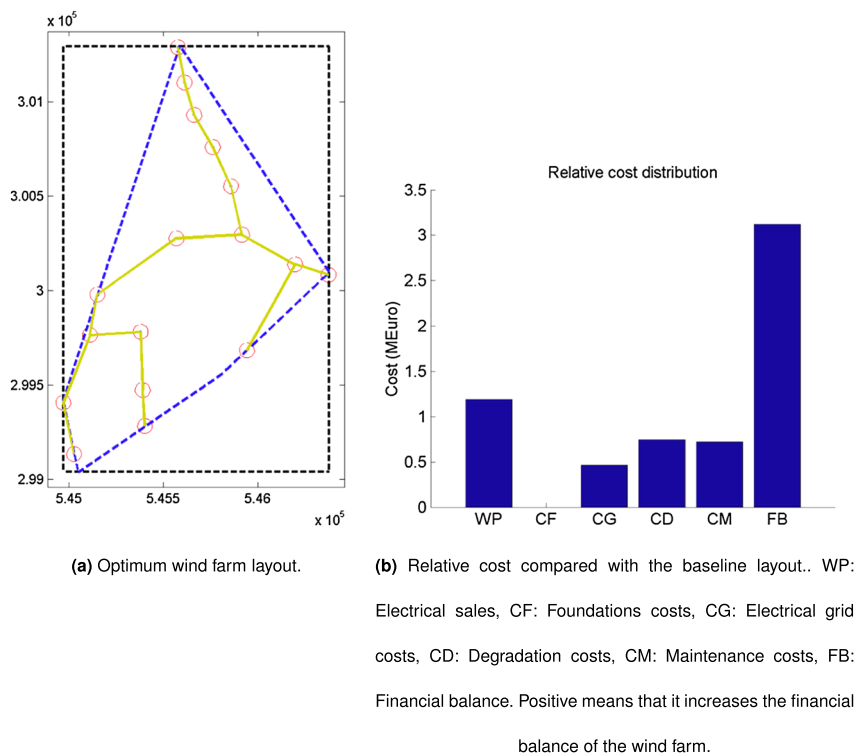 x 10⁵
3.01
3.005
3
2.995
2.99
5.45 5.455 5.46
x 10⁵
Relative cost distribution
3.5
3
2.5
2
1.5
1
0.5
0
Cost (MEuro)
WP CF CG CD CM FB
(a) Optimum wind farm layout.
(b) Relative cost compared with the baseline layout.. WP:
Electrical sales, CF: Foundations costs, CG: Electrical grid
costs, CD: Degradation costs, CM: Maintenance costs, FB:
Financial balance. Positive means that it increases the financial
balance of the wind farm.